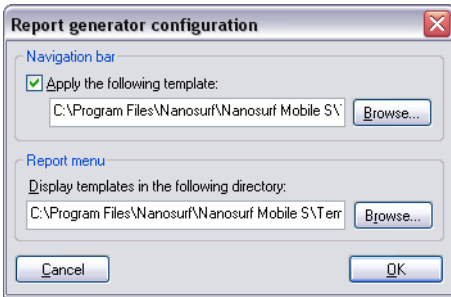 Report generator configuration
Navigation bar
Apply the following template:
C:\Program Files\Nanosurf\Nanosurf Mobile S\
Browse...
Report menu
Display templates in the following directory:
C:\Program Files\Nanosurf\Nanosurf Mobile S\Tem
Browse...
Cancel
OK